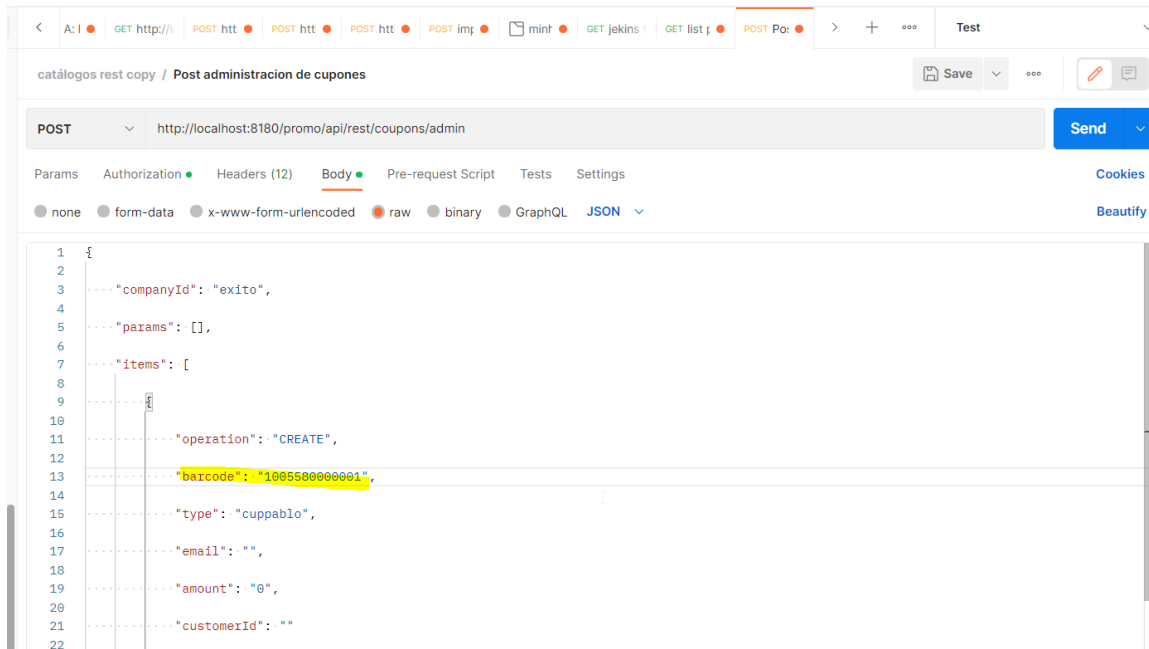 A: I GET http://l POST htt POST htt POST htt POST imp minh GET jekins GET list p POST Pos Test
catálogos rest copy / Post administracion de cupones Save
POST http://localhost:8180/promo/api/rest/coupons/admin Send
Params Authorization Headers (12) Body Pre-request Script Tests Settings Cookies
none form-data x-www-form-urlencoded raw binary GraphQL JSON Beautify
1 {
2
3 "companyId": "exito",
4
5 "params": [],
6
7 "items": [
8
9 {
10
11 "operation": "CREATE",
12
13 "barcode": "1005580000001",
14
15 "type": "cuppablo",
16
17 "email": "",
18
19 "amount": "0",
20
21 "customerId": ""
22